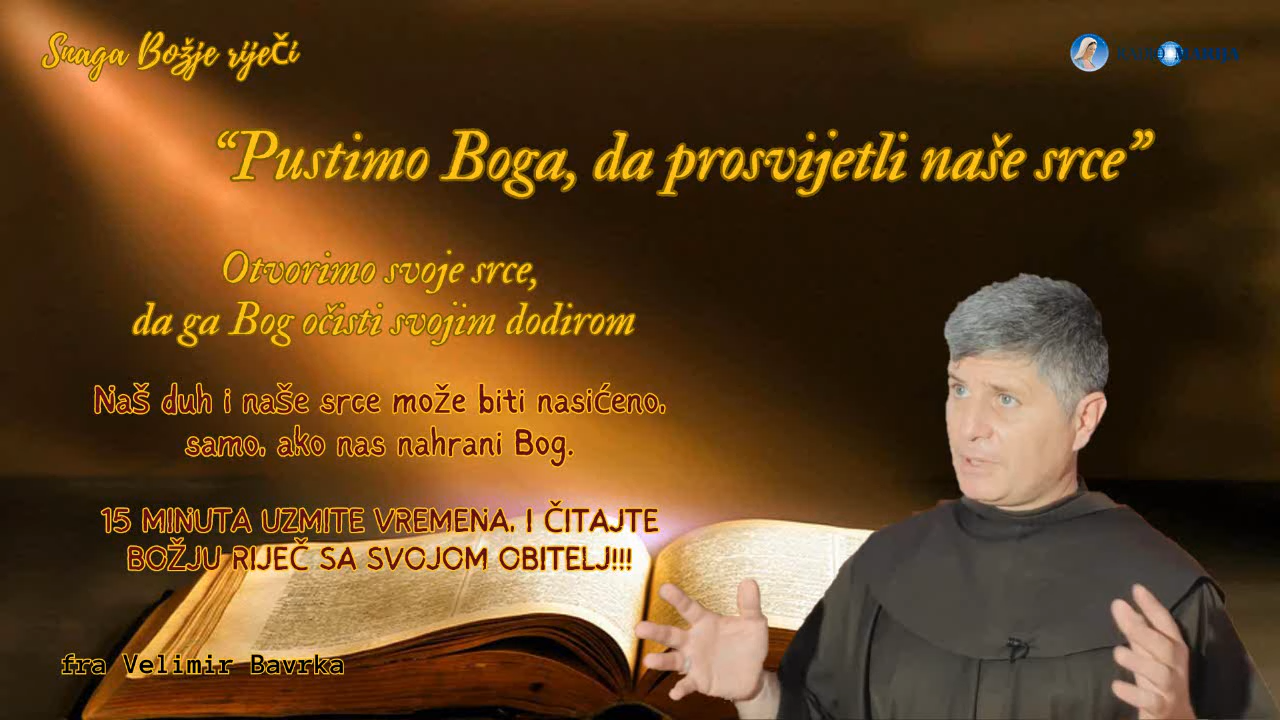 Snaga Božje riječi
RADIO MARIJA
“Pustimo Boga, da prosvijetli naše srce”
Otvorimo svoje srce,
da ga Bog očisti svojim dodirom
Naš duh i naše srce može biti nasićeno,
samo, ako nas nahrani Bog.
15 MINUTA UZMITE VREMENA, I ČITAJTE
BOŽJU RIJEČ SA SVOJOM OBITELJ!!!
fra Velimir Bavrka